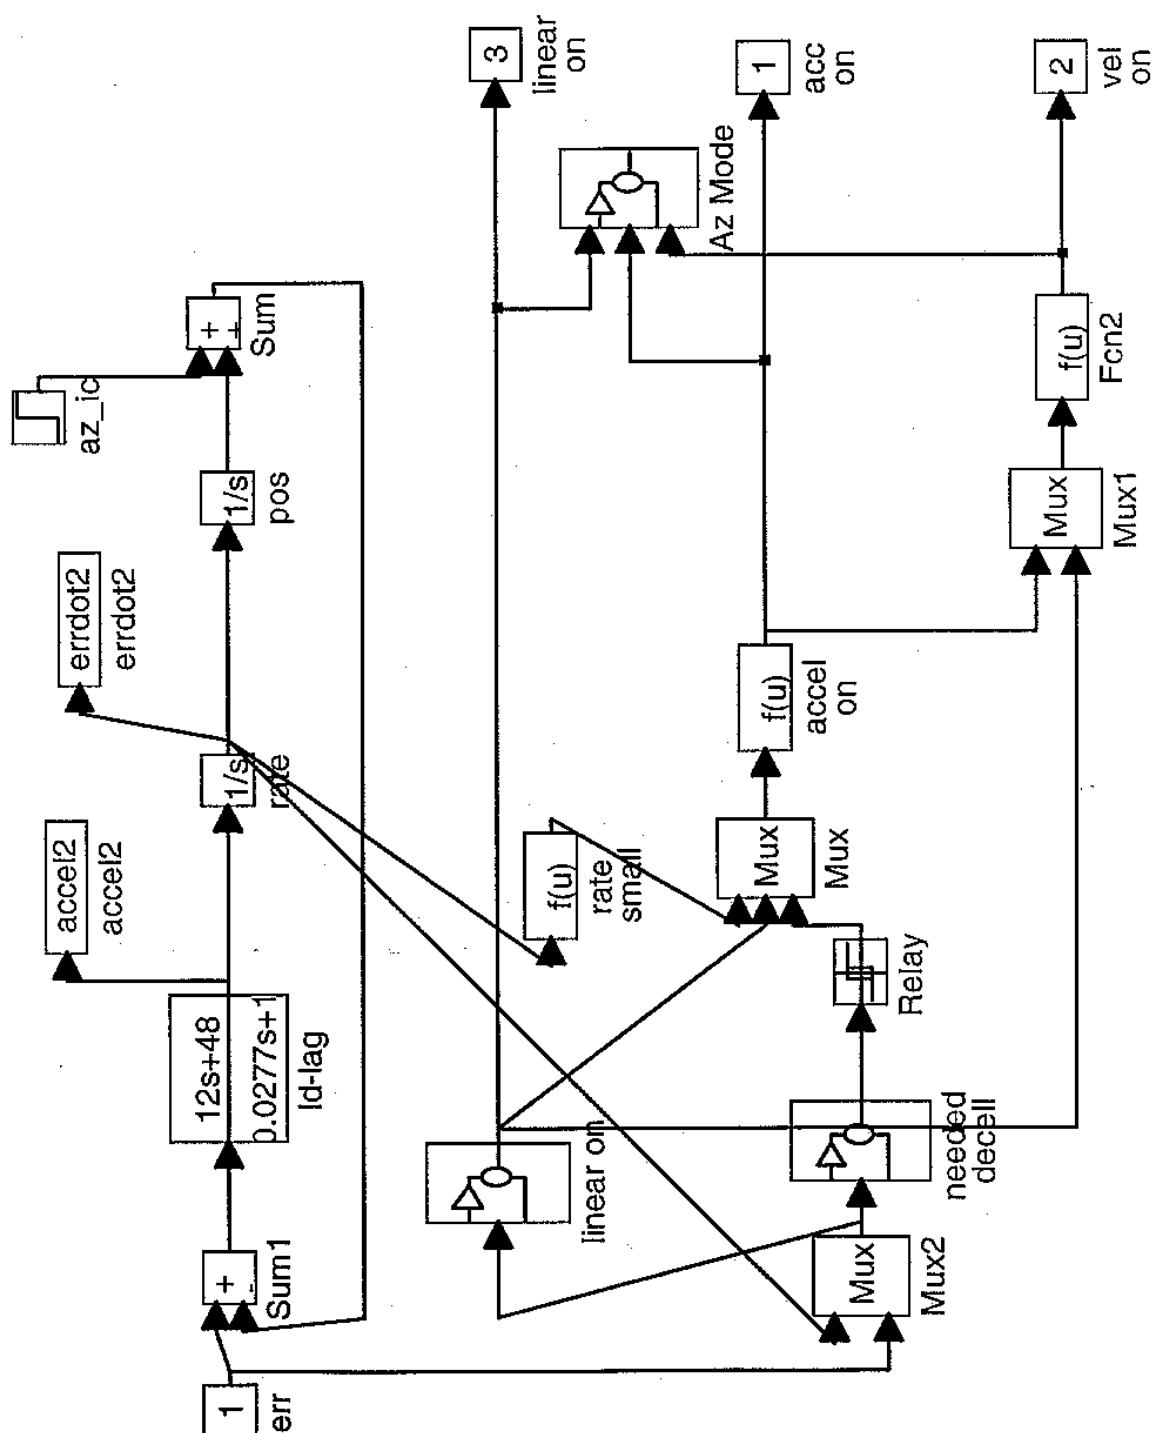 1
err
+
-
Sum1
12s+48
0.0277s+1
ld-lag
accel2
accel2
1/s
rate
errdot2
errdot2
1/s
pos
az_ic
+
+
Sum
linear on
3
linear
on
f(u)
rate
small
Az Mode
Mux
Mux2
needed
decell
Relay
Mux
Mux
f(u)
accel
on
1
acc
on
Mux
Mux1
f(u)
Fcn2
2
vel
on